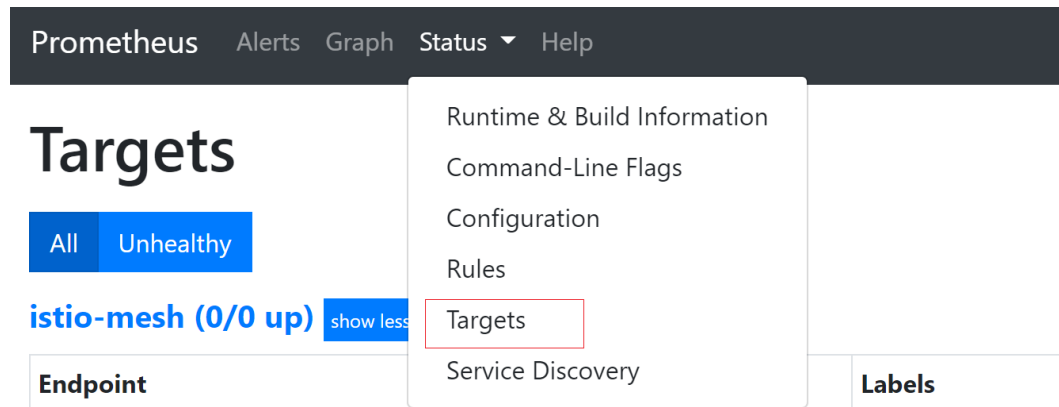 Prometheus Alerts Graph Status Help
Runtime & Build Information
Targets
Command-Line Flags
Configuration
All Unhealthy
Rules
istio-mesh (0/0 up) show less
Targets
Service Discovery
Endpoint Labels